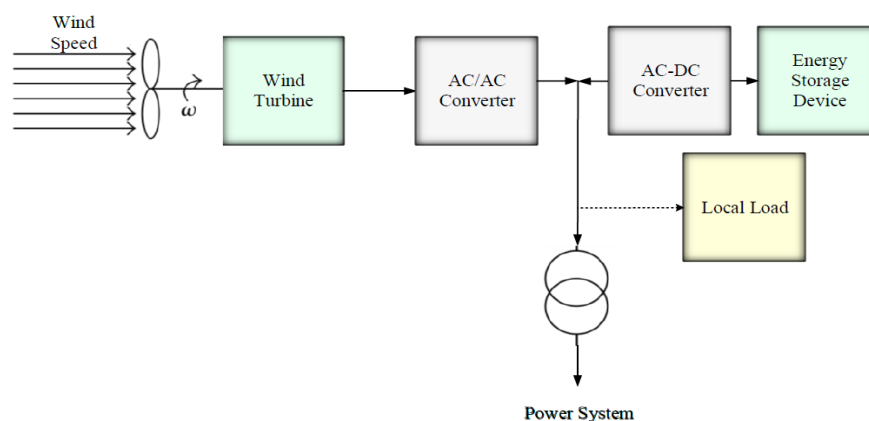 Wind
Speed
ω
Wind
Turbine
AC/AC
Converter
AC-DC
Converter
Energy
Storage
Device
Local Load
Power System